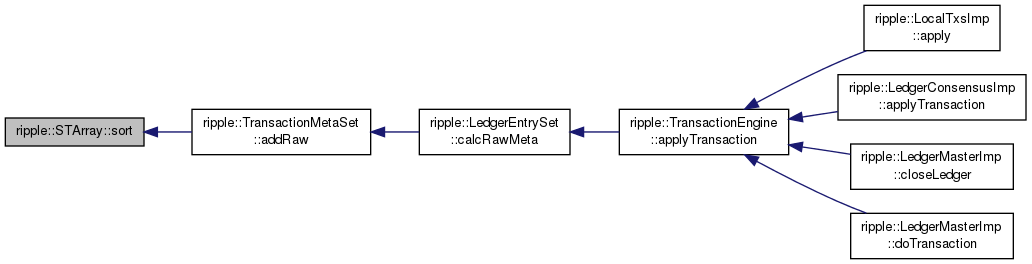 ripple::STArray::sort
ripple::TransactionMetaSet
::addRaw
ripple::LedgerEntrySet
::calcRawMeta
ripple::TransactionEngine
::applyTransaction
ripple::LocalTxsImp
::apply
ripple::LedgerConsensusImp
::applyTransaction
ripple::LedgerMasterImp
::closeLedger
ripple::LedgerMasterImp
::doTransaction